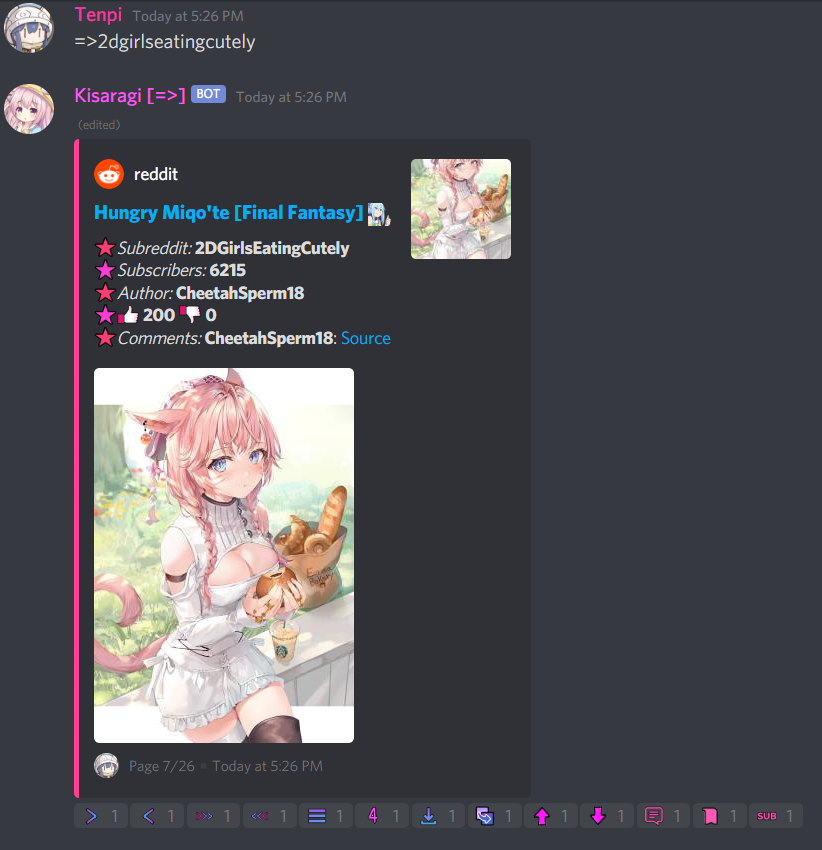 Tenpi Today at 5:26 PM
=>2dgirlseatingcutely
Kisaragi [=>] BOT Today at 5:26 PM
(edited)
reddit
Hungry Miqo'te [Final Fantasy]
Subreddit: 2DGirlsEatingCutely
Subscribers: 6215
Author: CheetahSperm18
200 0
Comments: CheetahSperm18: Source
Page 7/26 • Today at 5:26 PM
> 1 < 1 >>> 1 <<< 1 1 4 1 1 1 1 1 1 1 SUB 1